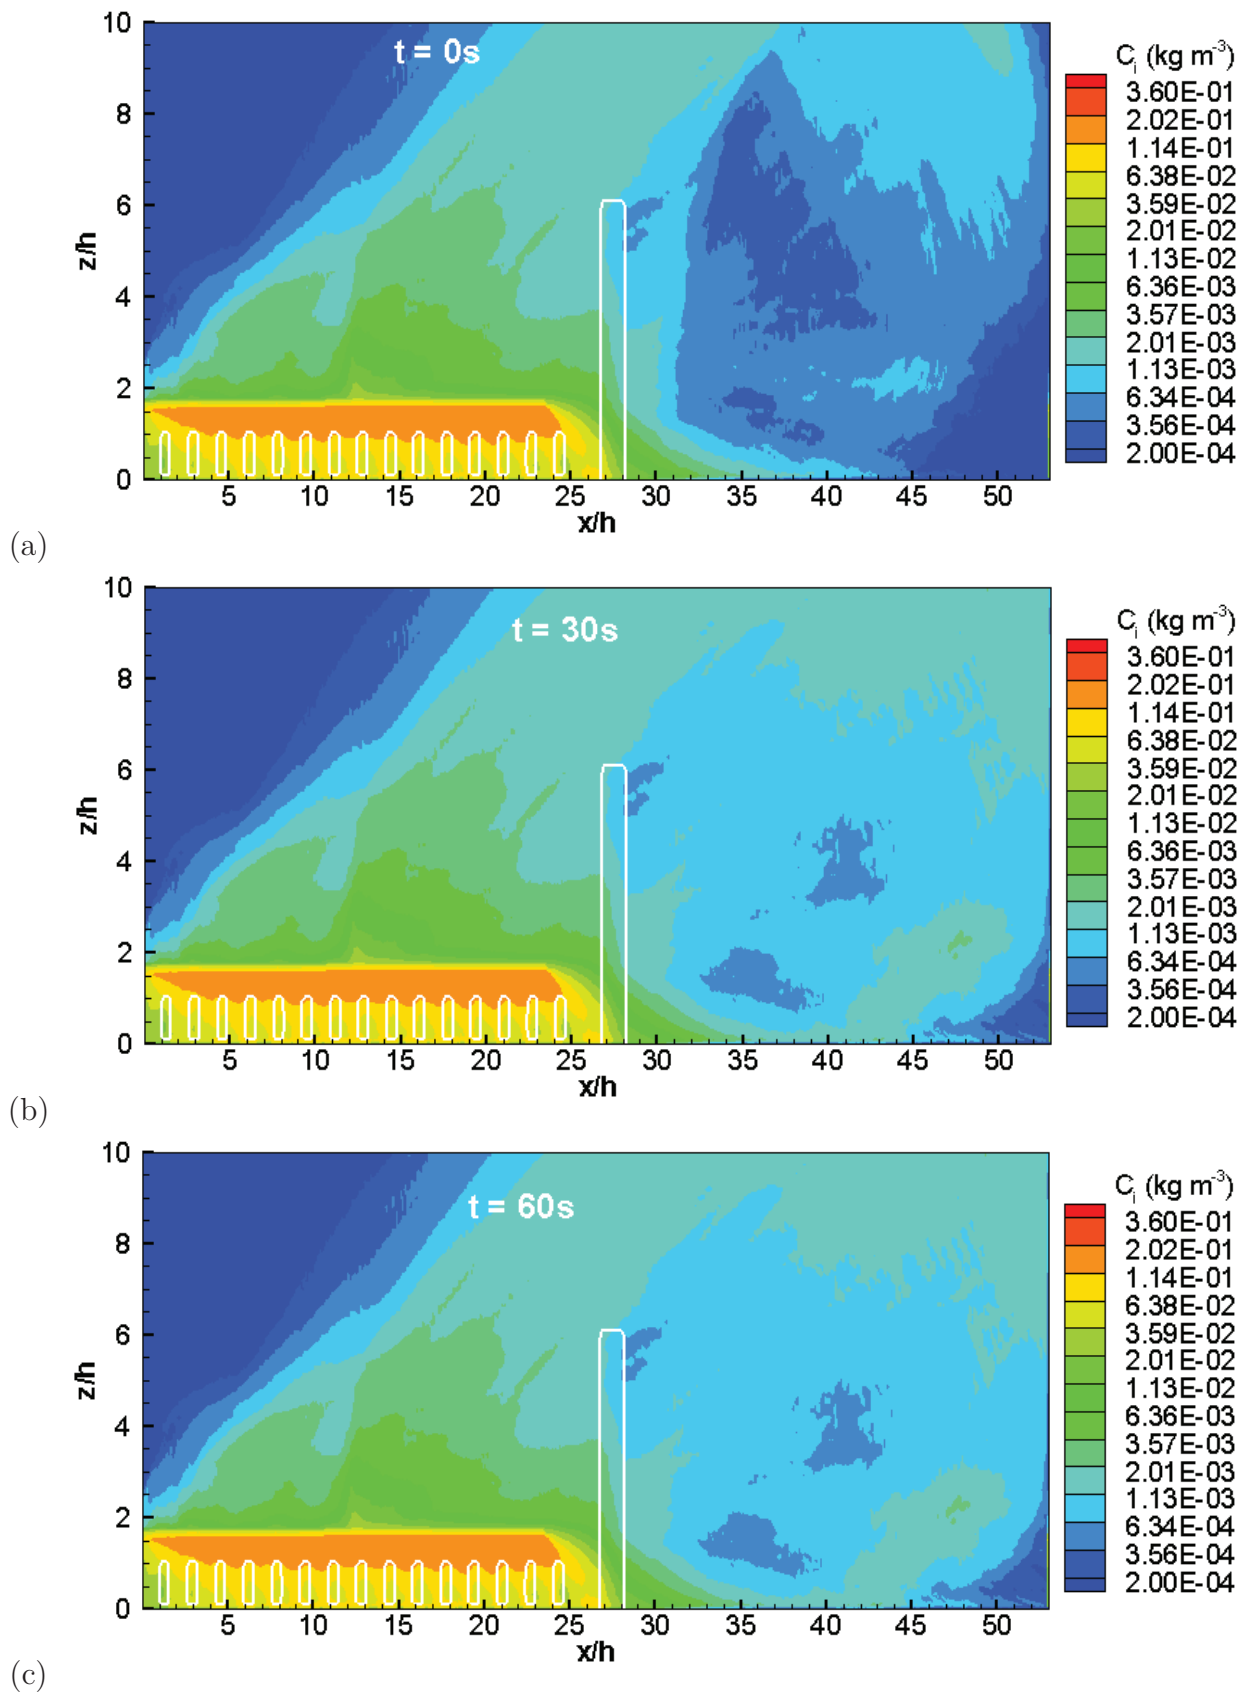 10
8
6
4
2
0
z/h
t = 0s
5 10 15 20 25 30 35 40 45 50
x/h
C_i (kg m^-3)
3.60E-01
2.02E-01
1.14E-01
6.38E-02
3.59E-02
2.01E-02
1.13E-02
6.36E-03
3.57E-03
2.01E-03
1.13E-03
6.34E-04
3.56E-04
2.00E-04
(a)
10
8
6
4
2
0
z/h
t = 30s
5 10 15 20 25 30 35 40 45 50
x/h
C_i (kg m^-3)
3.60E-01
2.02E-01
1.14E-01
6.38E-02
3.59E-02
2.01E-02
1.13E-02
6.36E-03
3.57E-03
2.01E-03
1.13E-03
6.34E-04
3.56E-04
2.00E-04
(b)
10
8
6
4
2
0
z/h
t = 60s
5 10 15 20 25 30 35 40 45 50
x/h
C_i (kg m^-3)
3.60E-01
2.02E-01
1.14E-01
6.38E-02
3.59E-02
2.01E-02
1.13E-02
6.36E-03
3.57E-03
2.01E-03
1.13E-03
6.34E-04
3.56E-04
2.00E-04
(c)